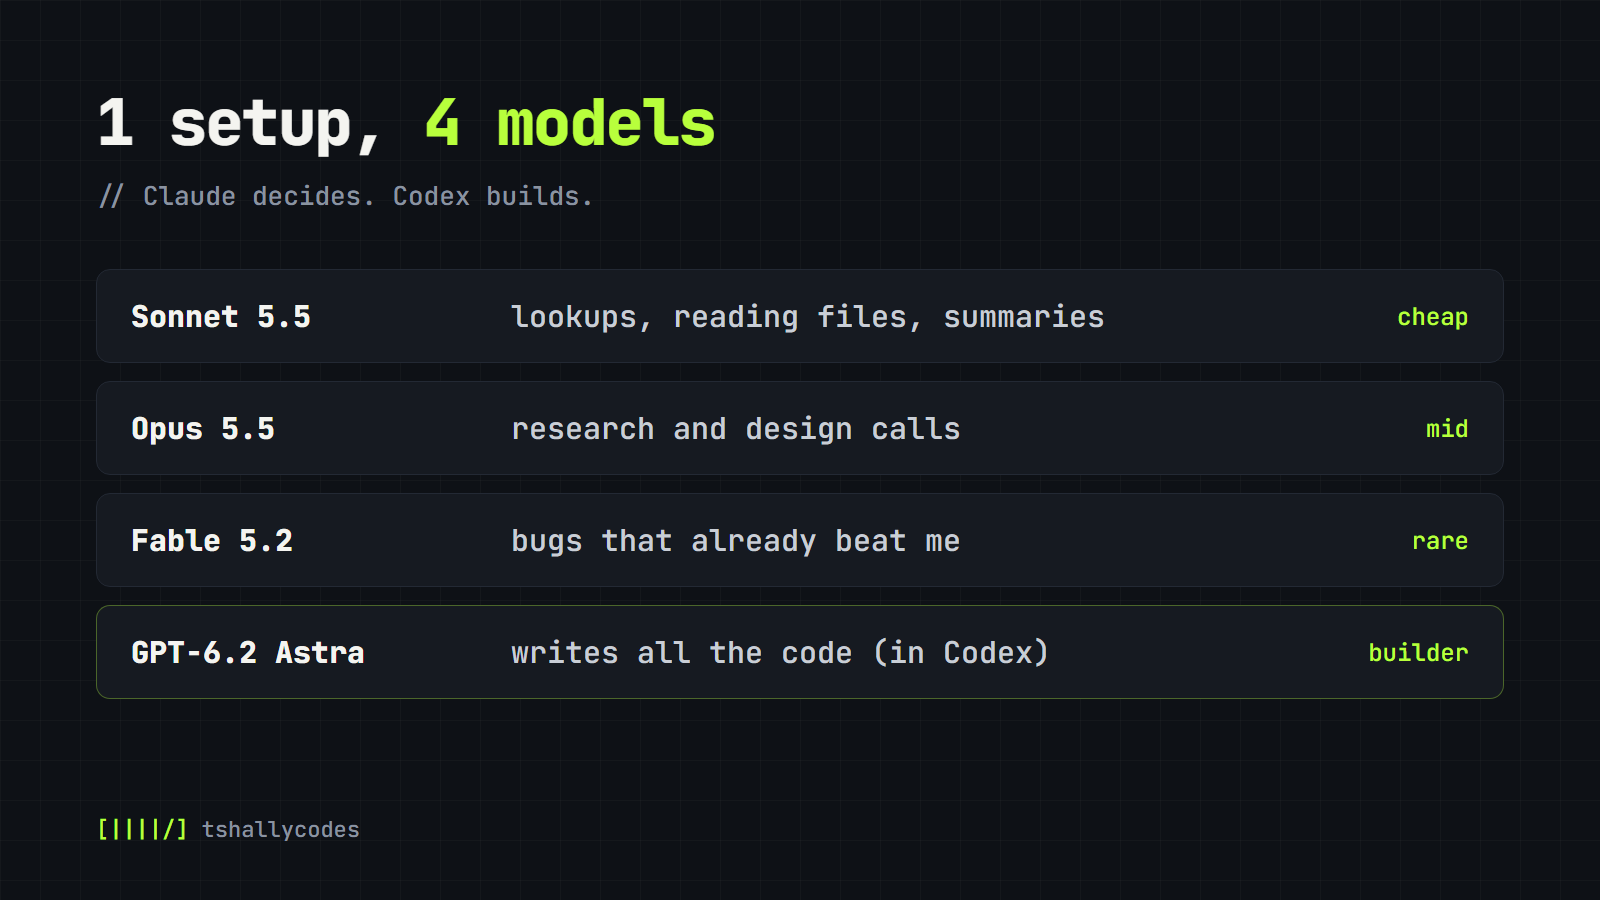 1 setup, 4 models
// Claude decides. Codex builds.
Sonnet 5.5 lookups, reading files, summaries cheap
Opus 5.5 research and design calls mid
Fable 5.2 bugs that already beat me rare
GPT-6.2 Astra writes all the code (in Codex) builder
[||||/] tshallycodes